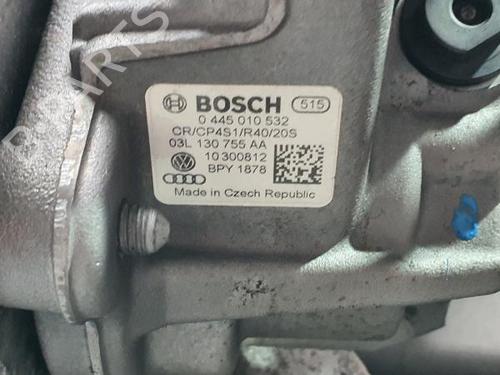 BOSCH 515
0 445 010 532
CR/CP4S1/R40/20S
03L 130 755 AA
10300812
BPY 1878
Made in Czech Republic
PARTS